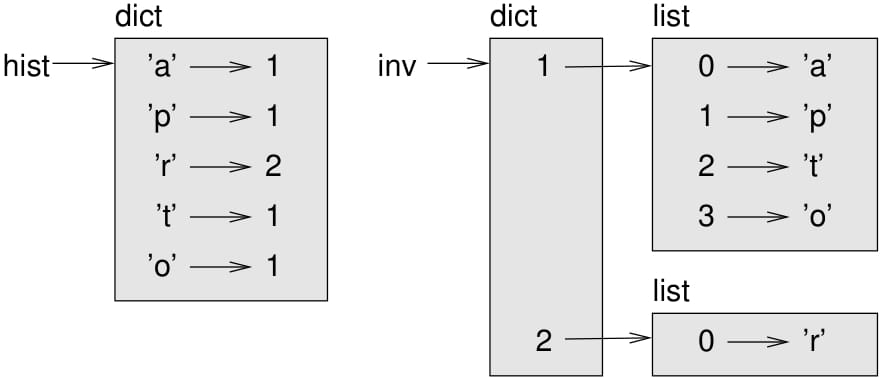 dict
hist
'a' 1
'p' 1
'r' 2
't' 1
'o' 1
dict
inv
1
2
list
0 'a'
1 'p'
2 't'
3 'o'
list
0 'r'